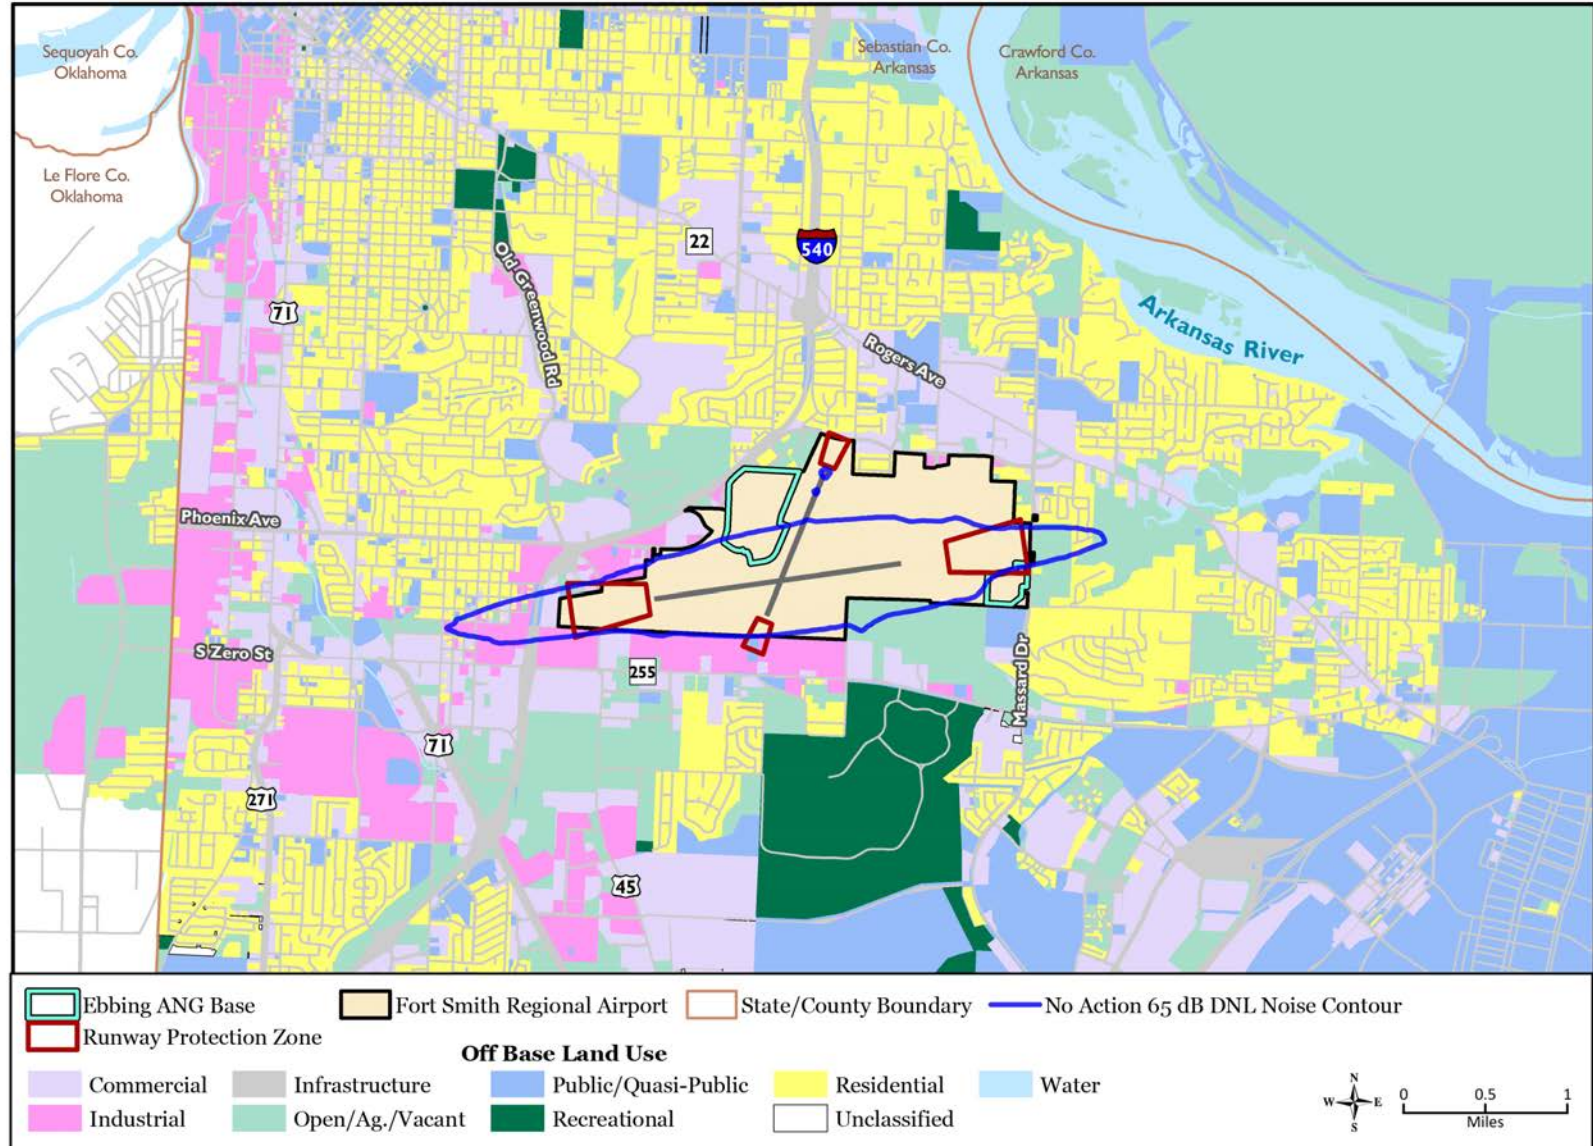 Sequoyah Co.
Oklahoma
Sebastian Co.
Arkansas
Crawford Co.
Arkansas
Le Flore Co.
Oklahoma
22
540
Old Greenwood Rd
71
Arkansas River
Rogers Ave
Phoenix Ave
S Zero St
255
Massard Dr
71
271
45
Ebbing ANG Base
Fort Smith Regional Airport
State/County Boundary
No Action 65 dB DNL Noise Contour
Runway Protection Zone
Off Base Land Use
Commercial
Infrastructure
Public/Quasi-Public
Residential
Water
Industrial
Open/Ag./Vacant
Recreational
Unclassified
N
W E
S
0 0.5 1
Miles